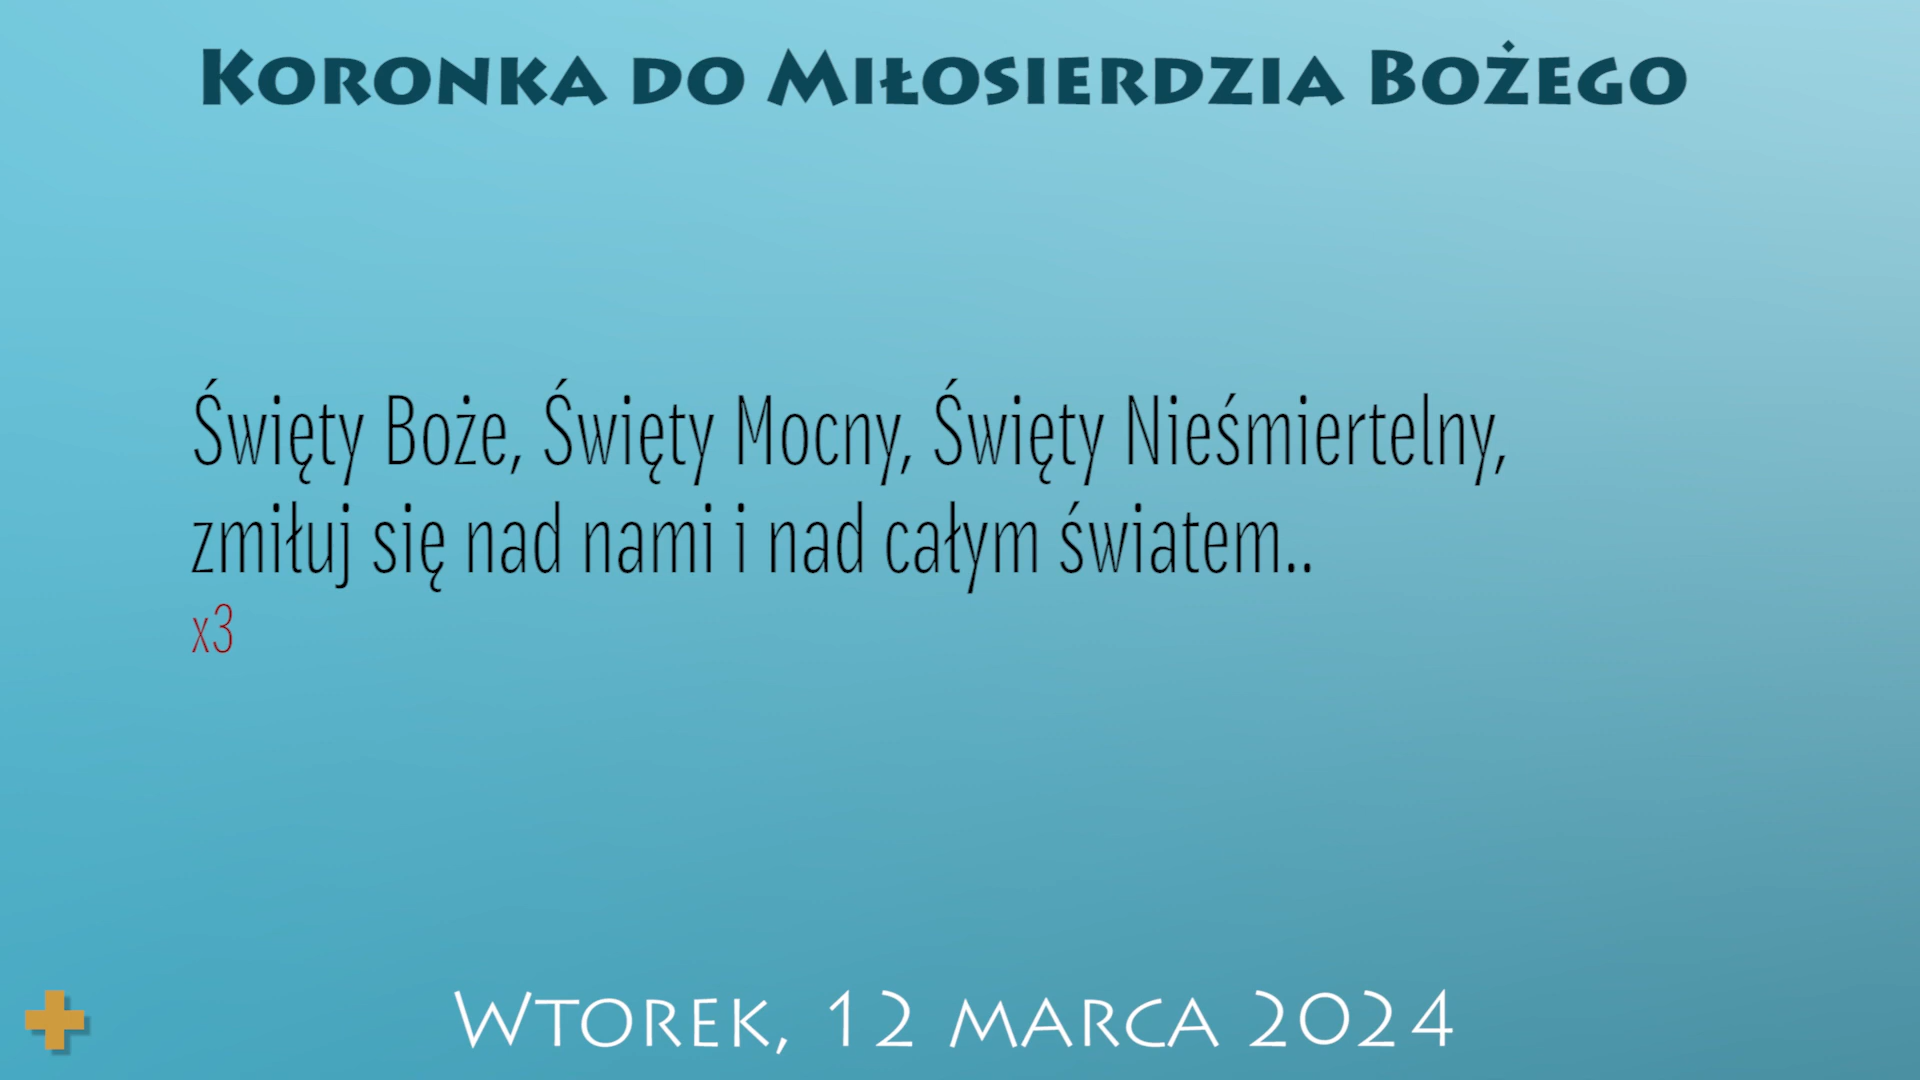 Koronka do Miłosierdzia Bożego
Święty Boże, Święty Mocny, Święty Nieśmiertelny,
zmiłuj się nad nami i nad całym światem..
x3
Wtorek, 12 marca 2024